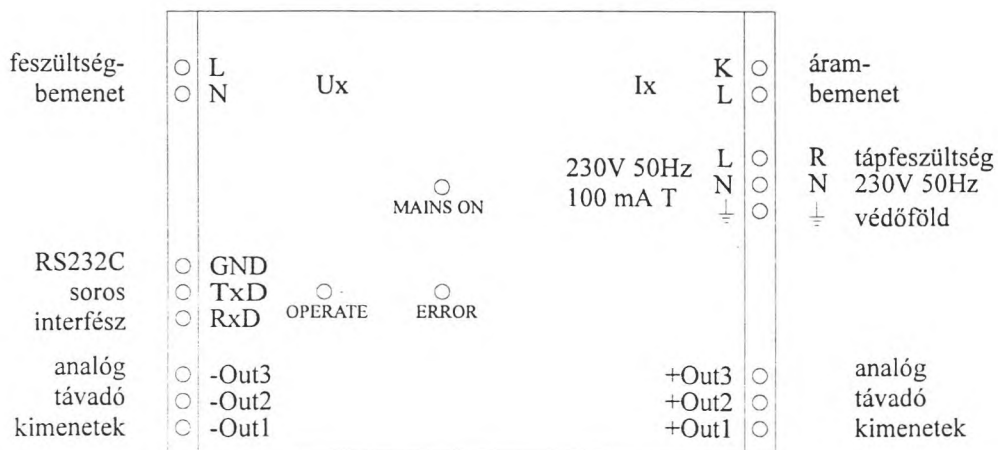 feszültség- L Ux Ix K áram-
bemenet N L bemenet
230V 50Hz L R tápfeszültség
100 mA T N N 230V 50Hz
MAINS ON védőföld
RS232C GND
soros TxD
interfész RxD OPERATE ERROR
analóg -Out3 +Out3 analóg
távadó -Out2 +Out2 távadó
kimenetek -Out1 +Out1 kimenetek